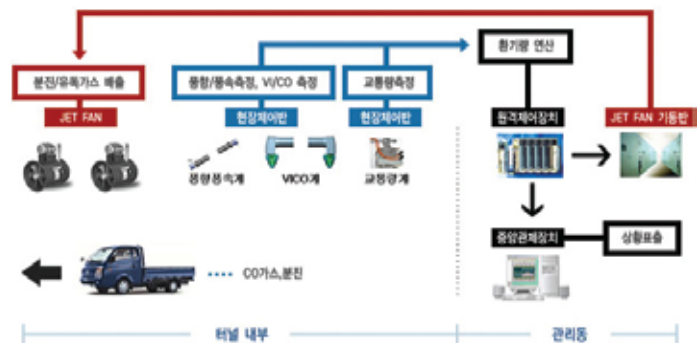 환기량 연산
분진/유독가스 배출
풍향/풍속측정, VI/CO 측정
교통량측정
JET FAN
현장제어반
현장제어반
원격제어장치
JET FAN 기동반
풍향풍속계
VICO계
교통량계
중앙관제장치
상황표출
CO가스,분진
터널 내부
관리동